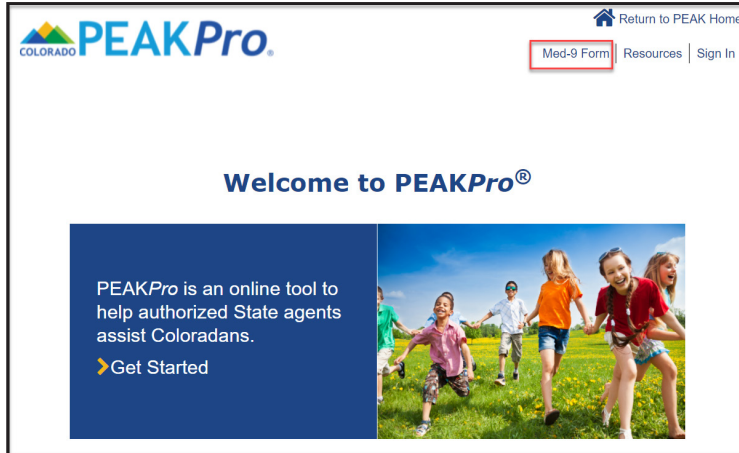 Return to PEAK Home
COLORADO PEAKPro®
Med-9 Form | Resources | Sign In
Welcome to PEAKPro®
PEAKPro is an online tool to
help authorized State agents
assist Coloradans.
Get Started